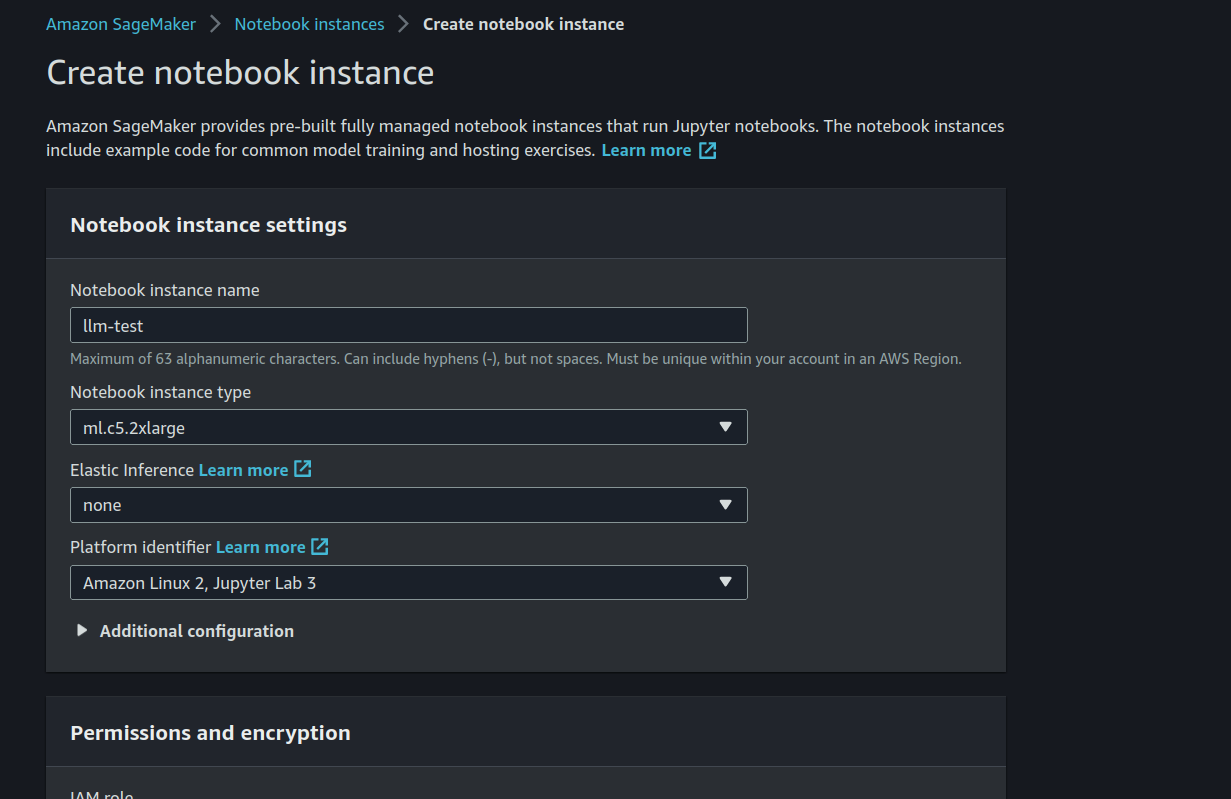 Amazon SageMaker > Notebook instances > Create notebook instance
Create notebook instance
Amazon SageMaker provides pre-built fully managed notebook instances that run Jupyter notebooks. The notebook instances
include example code for common model training and hosting exercises. Learn more
Notebook instance settings
Notebook instance name
llm-test
Maximum of 63 alphanumeric characters. Can include hyphens (-), but not spaces. Must be unique within your account in an AWS Region.
Notebook instance type
ml.c5.2xlarge
Elastic Inference Learn more
none
Platform identifier Learn more
Amazon Linux 2, Jupyter Lab 3
Additional configuration
Permissions and encryption
IAM role